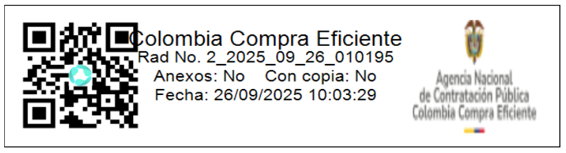 Colombia Compra Eficiente
Rad No. 2_2025_09_26_010195
Anexos: No    Con copia: No
Fecha: 26/09/2025 10:03:29
Agencia Nacional
de Contratación Pública
Colombia Compra Eficiente